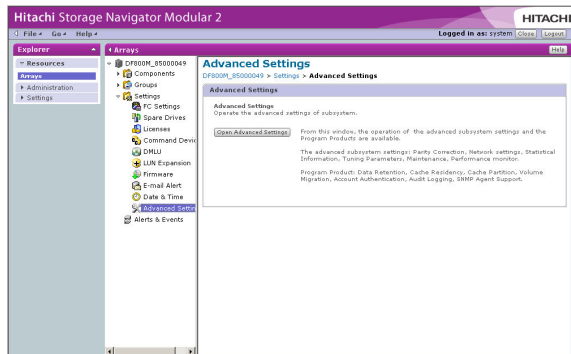 Hitachi Storage Navigator Modular 2
HITACHI
File Go Help
Logged in as: system Close Logout
Explorer
Arrays
Help
Resources
Arrays
Administration
Settings
DF800M_85000049
Components
Groups
Settings
FC Settings
Spare Drives
Licenses
Command Devic
DMLU
LUN Expansion
Firmware
E-mail Alert
Date & Time
Advanced Settin
Alerts & Events
Advanced Settings
DF800M_85000049 > Settings > Advanced Settings
Advanced Settings
Advanced Settings
Operate the advanced settings of subsystem.
Open Advanced Settings
From this window, the operation of the advanced subsystem settings and the
Program Products are available.
The advanced subsystem settings: Parity Correction, Network settings, Statistical
Information, Tuning Parameters, Maintenance, Performance monitor.
Program Product: Data Retention, Cache Residency, Cache Partition, Volume
Migration, Account Authentication, Audit Logging, SNMP Agent Support.